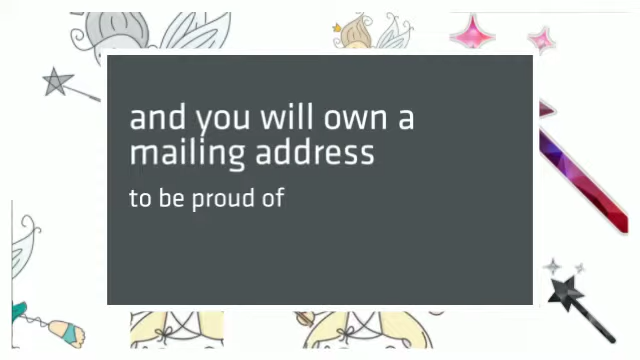 and you will own a
mailing address
to be proud of